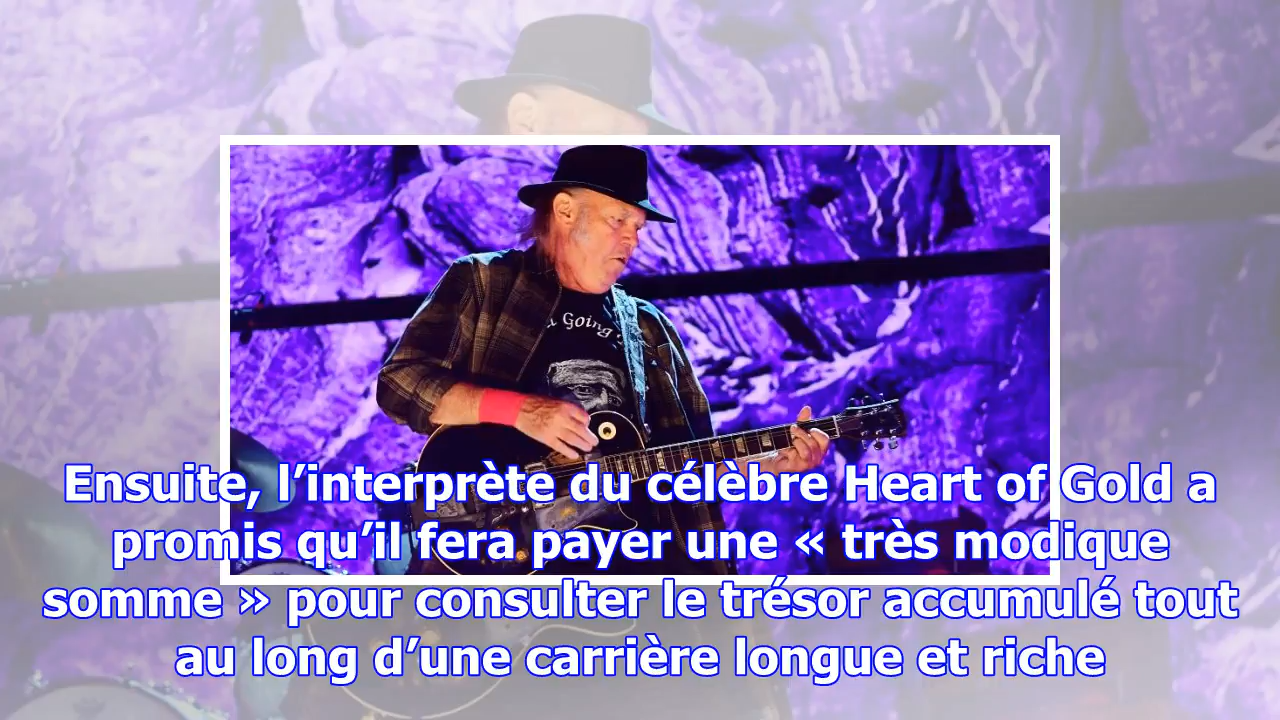 a Going
Ensuite, l’interprète du célèbre Heart of Gold a
promis qu’il fera payer une « très modique
somme » pour consulter le trésor accumulé tout
au long d’une carrière longue et riche